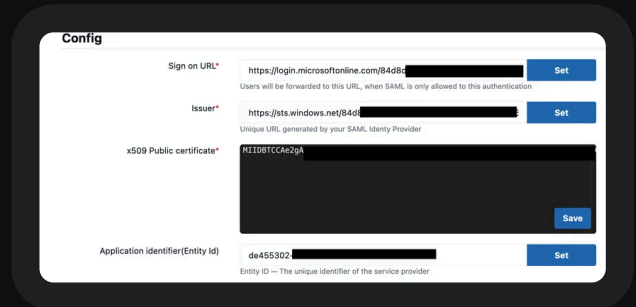 Config
Sign on URL*
https://login.microsoftonline.com/84d8d
Set
Users will be forwarded to this URL, when SAML is only allowed to this authentication
Issuer*
https://sts.windows.net/84d8
Set
Unique URL generated by your SAML Identy Provider
x509 Public certificate*
MIIDBTCCAe2gA
Save
Application identifier(Entity Id)
de455302-
Set
Entity ID — The unique identifier of the service provider